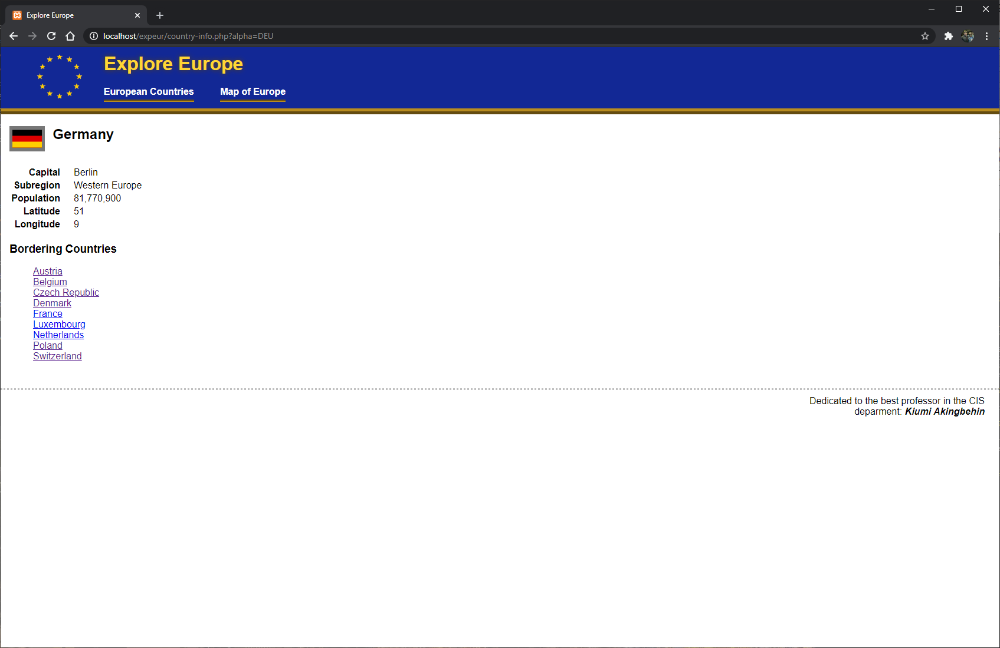 Explore Europe
localhost/expeur/country-info.php?alpha=DEU
Explore Europe
European Countries Map of Europe
Germany
Capital Berlin
Subregion Western Europe
Population 81,770,900
Latitude 51
Longitude 9
Bordering Countries
Austria
Belgium
Czech Republic
Denmark
France
Luxembourg
Netherlands
Poland
Switzerland
Dedicated to the best professor in the CIS
deparment: Kiumi Akingbehin